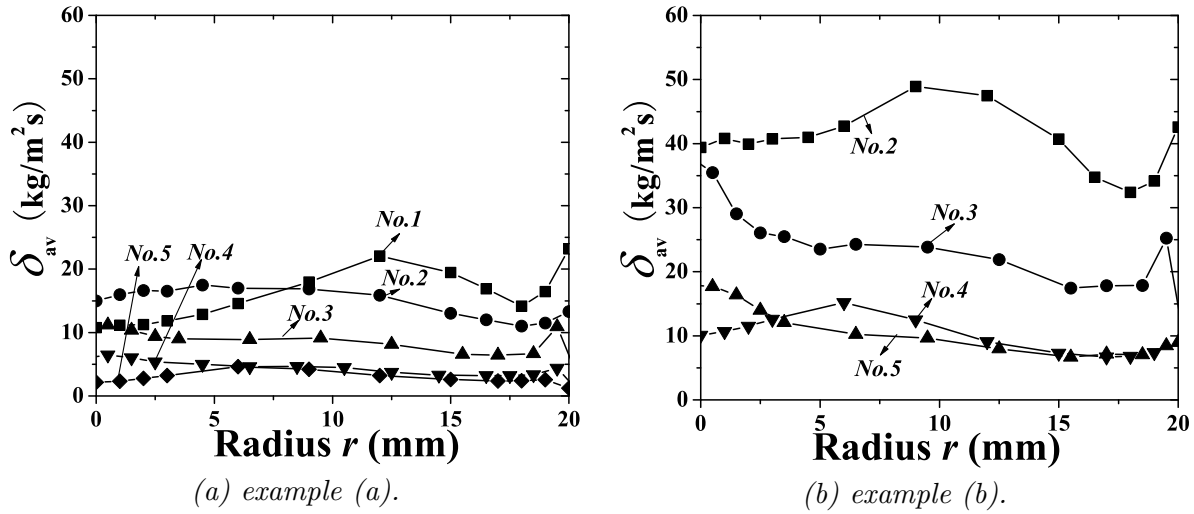 60
50
40
30
20
10
0
δav (kg/m²s)
No.1
No.5
No.4
No.2
No.3
0 5 10 15 20
Radius r (mm)
(a) example (a).
60
50
40
30
20
10
0
δav (kg/m²s)
No.2
No.3
No.4
No.5
0 5 10 15 20
Radius r (mm)
(b) example (b).